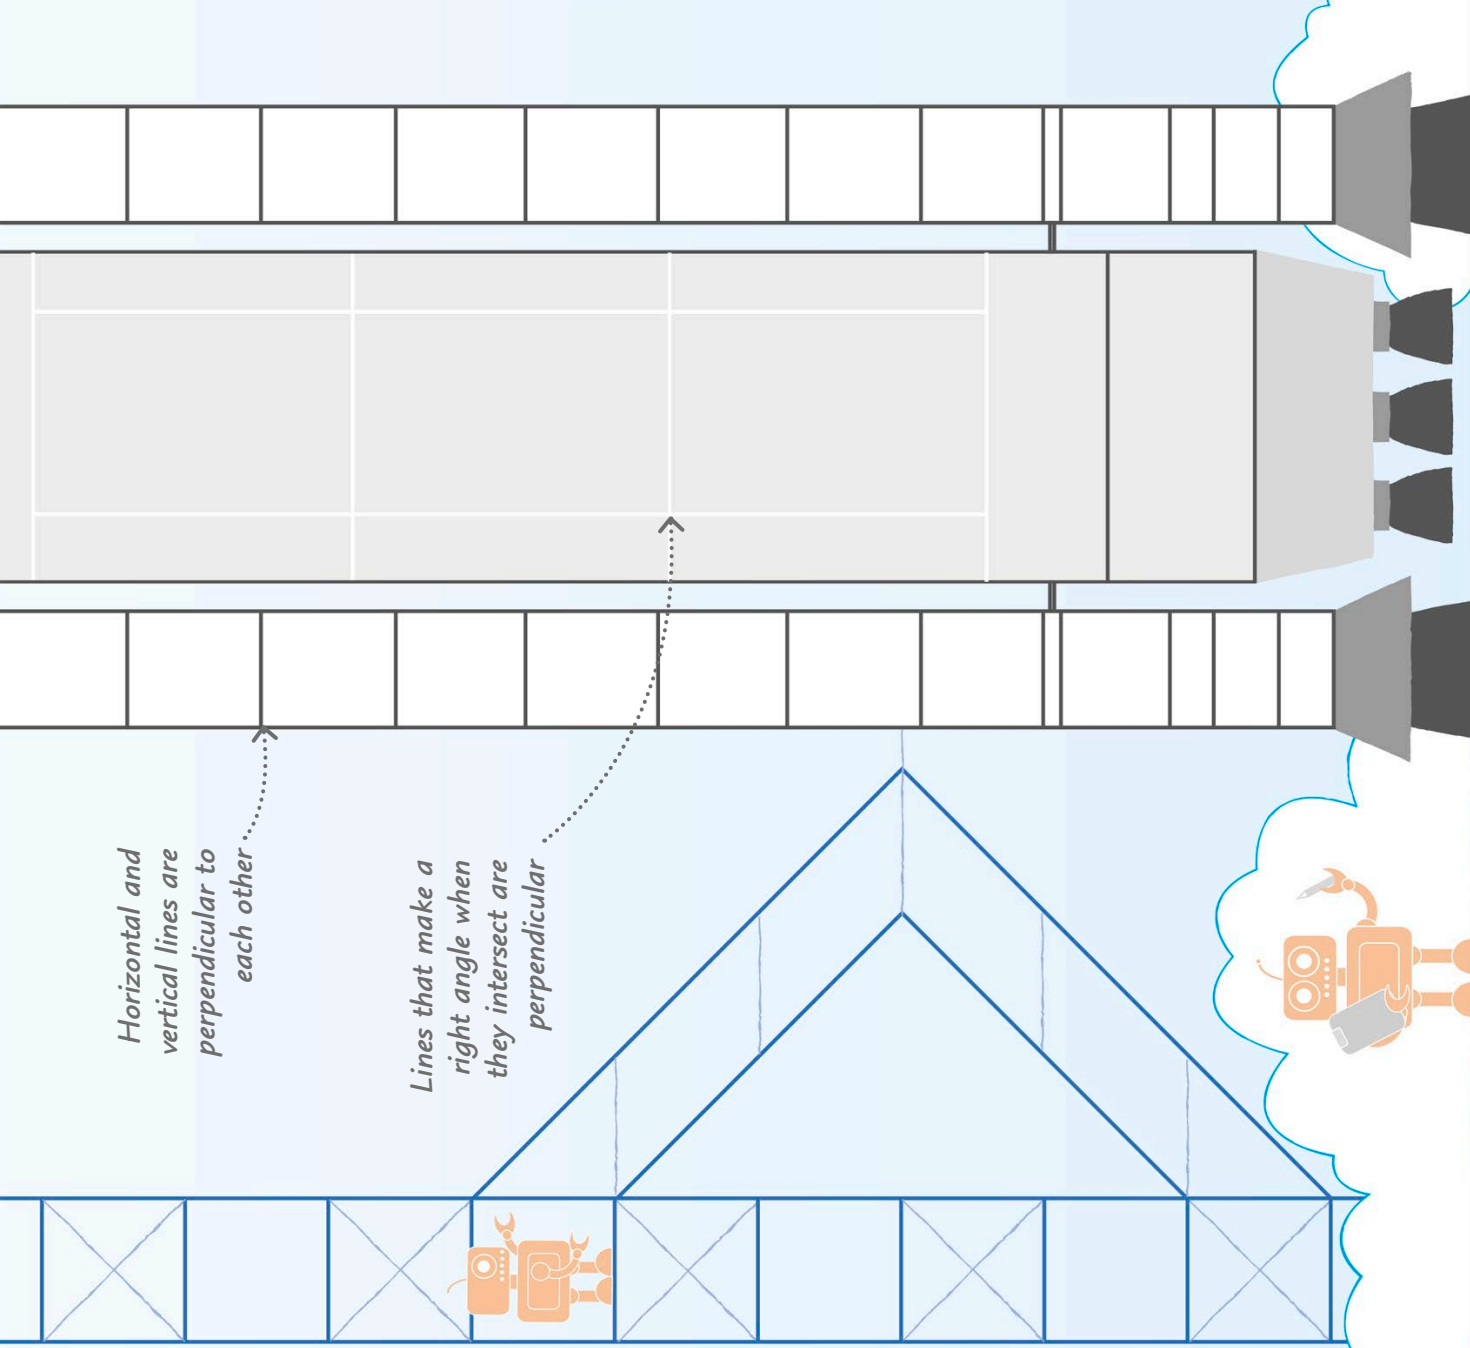 Horizontal and
vertical lines are
perpendicular to
each other
Lines that make a
right angle when
they intersect are
perpendicular